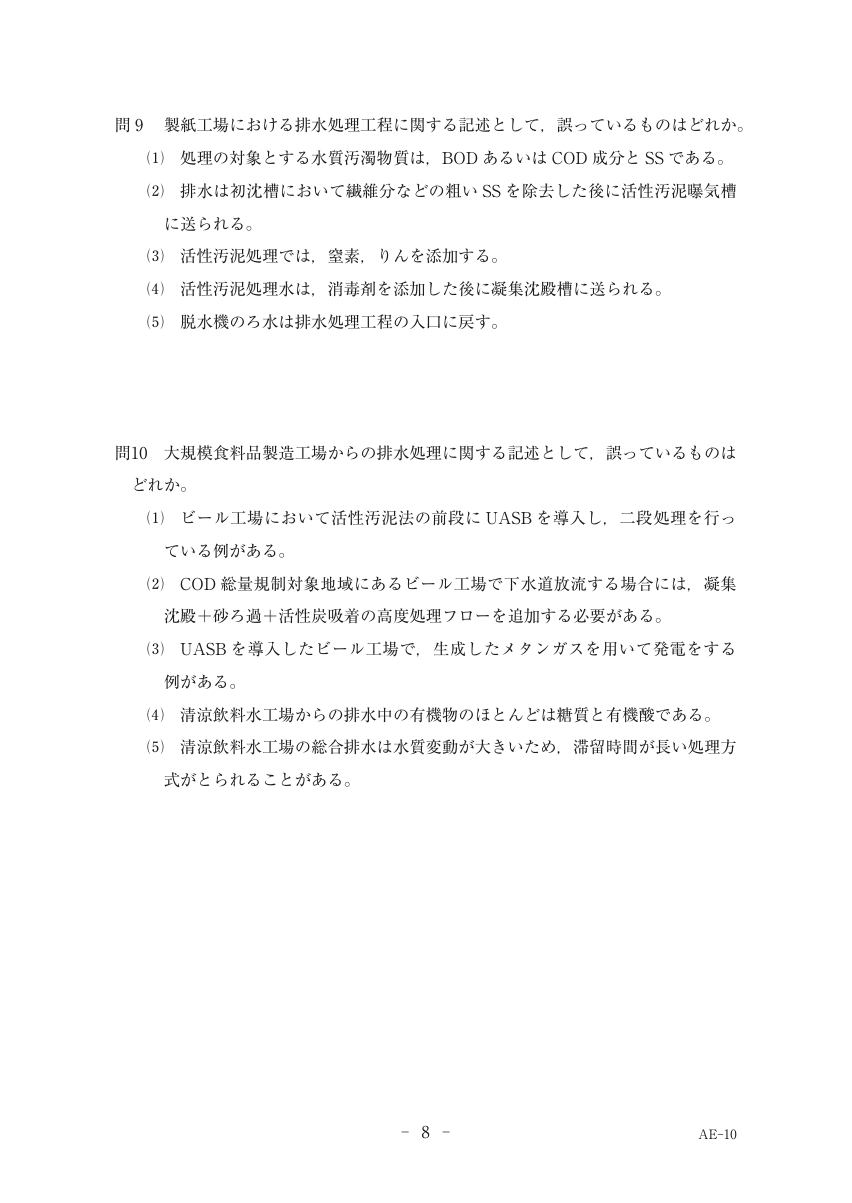 問9 製紙工場における排水処理工程に関する記述として，誤っているものはどれか。
⑴ 処理の対象とする水質汚濁物質は，BOD あるいは COD 成分と SS である。
⑵ 排水は初沈槽において繊維分などの粗い SS を除去した後に活性汚泥曝気槽
に送られる。
⑶ 活性汚泥処理では，窒素，りんを添加する。
⑷ 活性汚泥処理水は，消毒剤を添加した後に凝集沈殿槽に送られる。
⑸ 脱水機のろ水は排水処理工程の入口に戻す。
問10 大規模食料品製造工場からの排水処理に関する記述として，誤っているものは
どれか。
⑴ ビール工場において活性汚泥法の前段に UASB を導入し，二段処理を行っ
ている例がある。
⑵ COD 総量規制対象地域にあるビール工場で下水道放流する場合には，凝集
沈殿＋砂ろ過＋活性炭吸着の高度処理フローを追加する必要がある。
⑶ UASB を導入したビール工場で，生成したメタンガスを用いて発電をする
例がある。
⑷ 清涼飲料水工場からの排水中の有機物のほとんどは糖質と有機酸である。
⑸ 清涼飲料水工場の総合排水は水質変動が大きいため，滞留時間が長い処理方
式がとられることがある。
- 8 -
AE-10